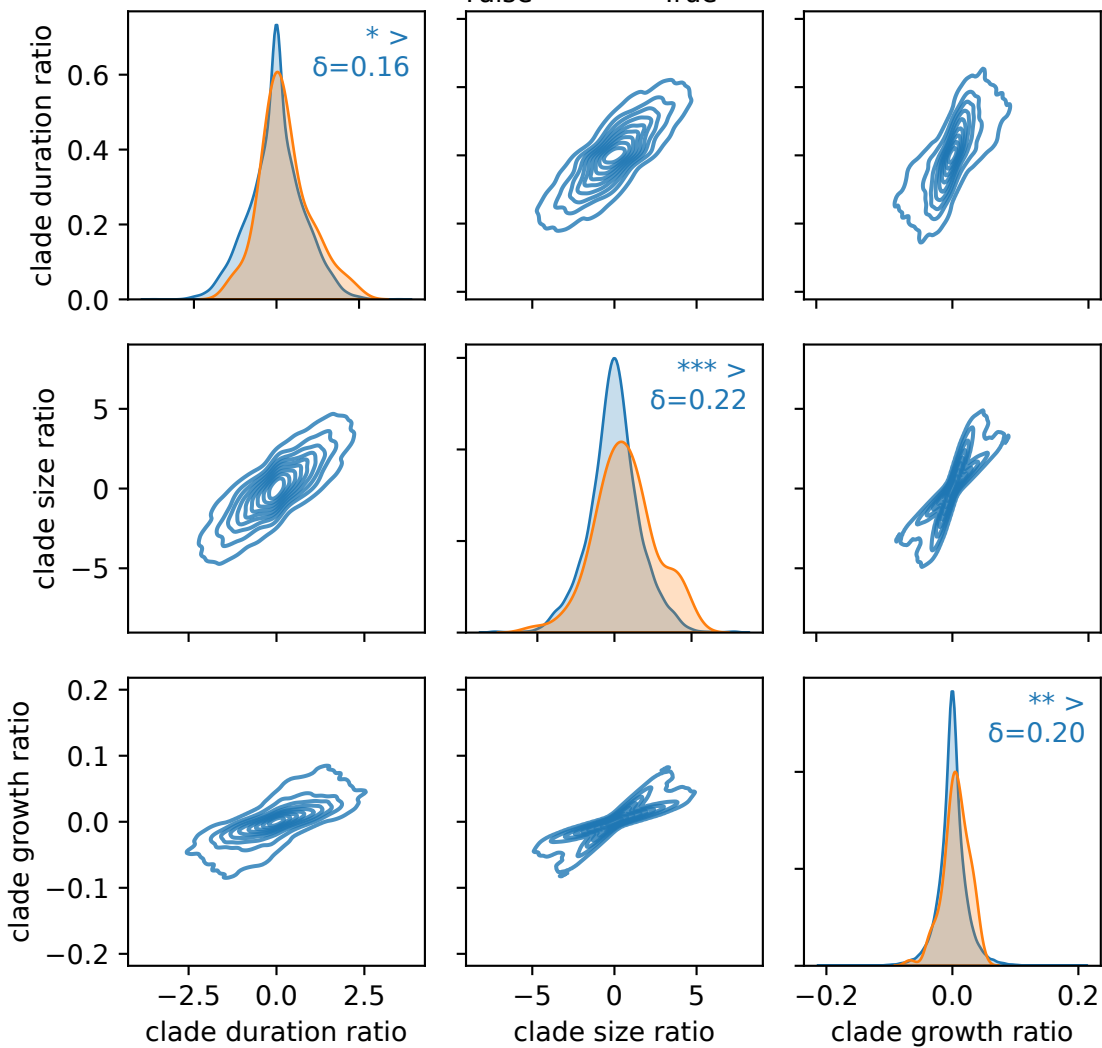 clade duration ratio
0.6
0.4
0.2
0.0
* >
δ=0.16
clade size ratio
5
0
−5
*** >
δ=0.22
clade growth ratio
0.2
0.1
0.0
−0.1
−0.2
** >
δ=0.20
−2.5 0.0 2.5
−5 0 5
−0.2 0.0 0.2
clade duration ratio
clade size ratio
clade growth ratio